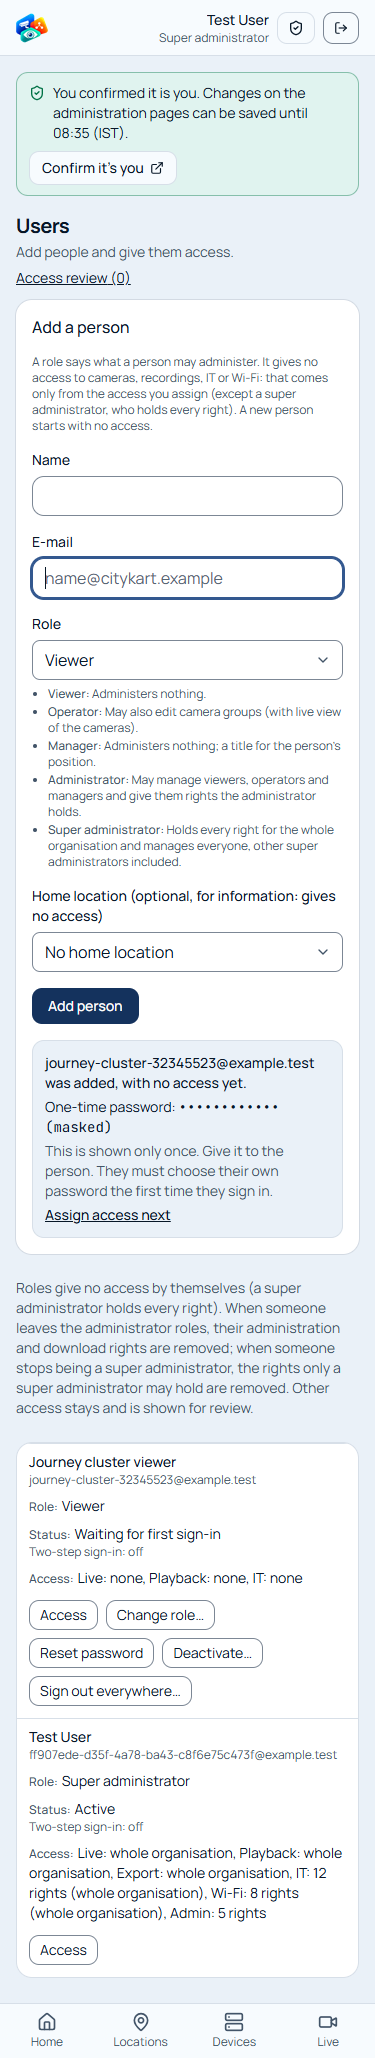 Test User
Super administrator
You confirmed it is you. Changes on the
administration pages can be saved until
08:35 (IST).
Confirm it's you
Users
Add people and give them access.
Access review (0)
Add a person
A role says what a person may administer. It gives no
access to cameras, recordings, IT or Wi-Fi: that comes
only from the access you assign (except a super
administrator, who holds every right). A new person
starts with no access.
Name
E-mail
name@citykart.example
Role
Viewer
• Viewer: Administers nothing.
• Operator: May also edit camera groups (with live view
of the cameras).
• Manager: Administers nothing; a title for the person's
position.
• Administrator: May manage viewers, operators and
managers and give them rights the administrator
holds.
• Super administrator: Holds every right for the whole
organisation and manages everyone, other super
administrators included.
Home location (optional, for information: gives
no access)
No home location
Add person
journey-cluster-32345523@example.test
was added, with no access yet.
One-time password: ••••••••••••
(masked)
This is shown only once. Give it to the
person. They must choose their own
password the first time they sign in.
Assign access next
Roles give no access by themselves (a super
administrator holds every right). When someone
leaves the administrator roles, their administration
and download rights are removed; when someone
stops being a super administrator, the rights only a
super administrator may hold are removed. Other
access stays and is shown for review.
Journey cluster viewer
journey-cluster-32345523@example.test
Role: Viewer
Status: Waiting for first sign-in
Two-step sign-in: off
Access: Live: none, Playback: none, IT: none
Access Change role...
Reset password Deactivate...
Sign out everywhere...
Test User
ff907ede-d35f-4a78-ba43-c8f6e75c473f@example.test
Role: Super administrator
Status: Active
Two-step sign-in: off
Access: Live: whole organisation, Playback: whole
organisation, Export: whole organisation, IT: 12
rights (whole organisation), Wi-Fi: 8 rights
(whole organisation), Admin: 5 rights
Access
Home Locations Devices Live